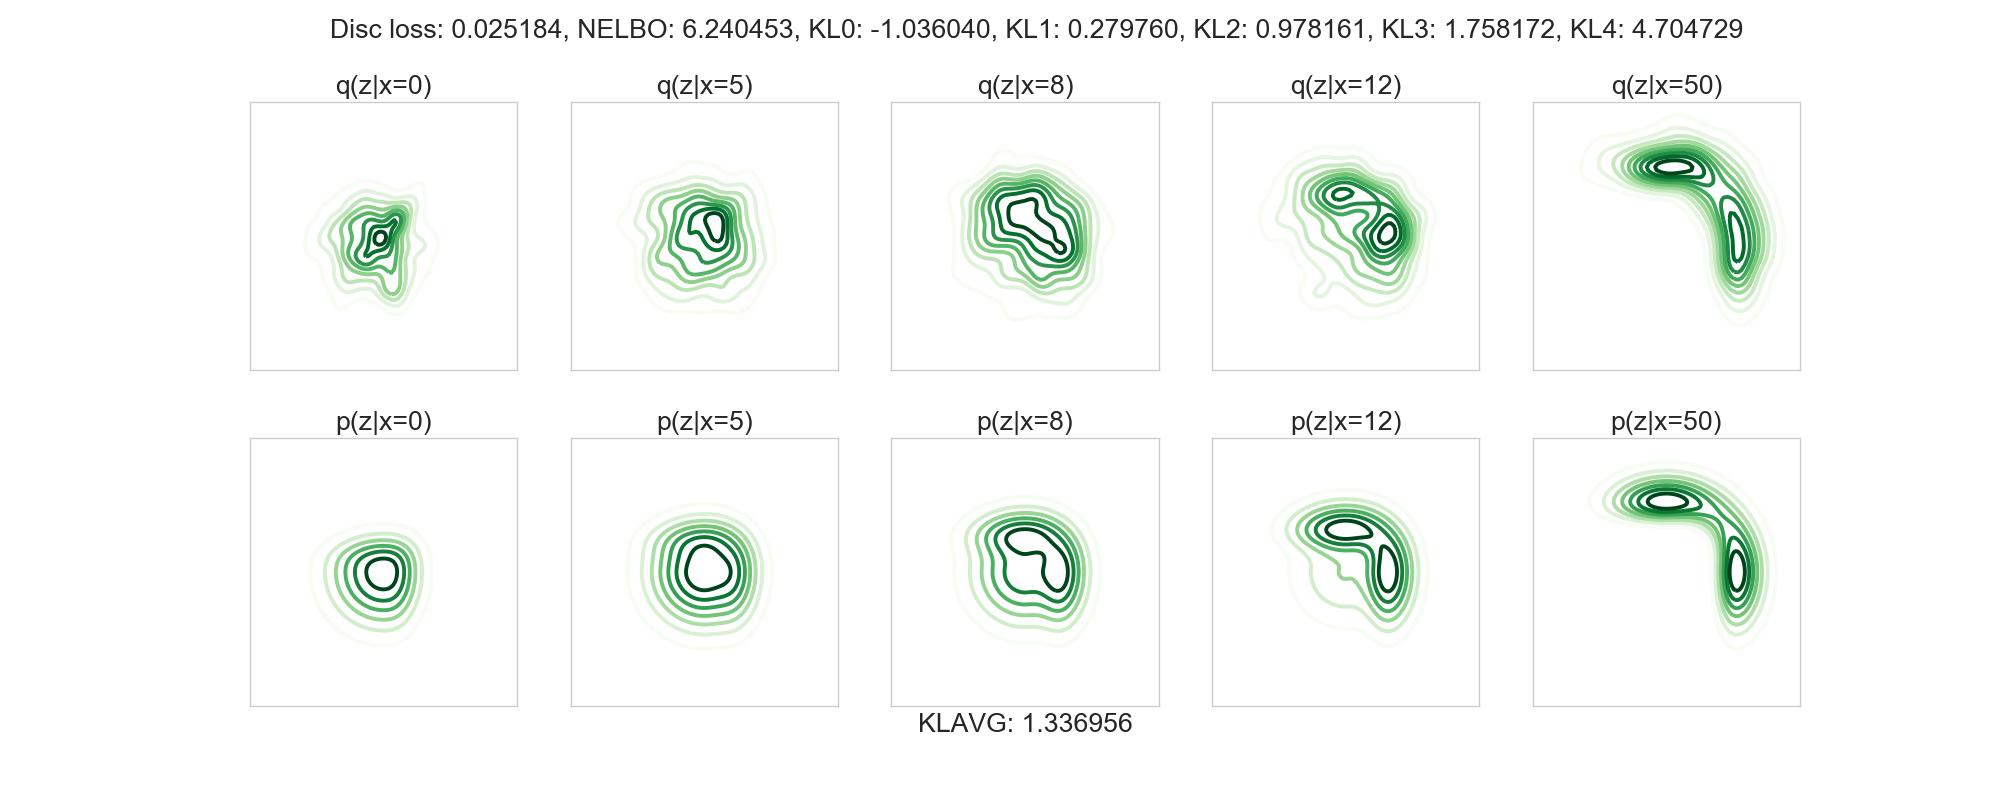 Disc loss: 0.025184, NELBO: 6.240453, KL0: -1.036040, KL1: 0.279760, KL2: 0.978161, KL3: 1.758172, KL4: 4.704729
q(z|x=0)
q(z|x=5)
q(z|x=8)
q(z|x=12)
q(z|x=50)
p(z|x=0)
p(z|x=5)
p(z|x=8)
p(z|x=12)
p(z|x=50)
KLAVG: 1.336956